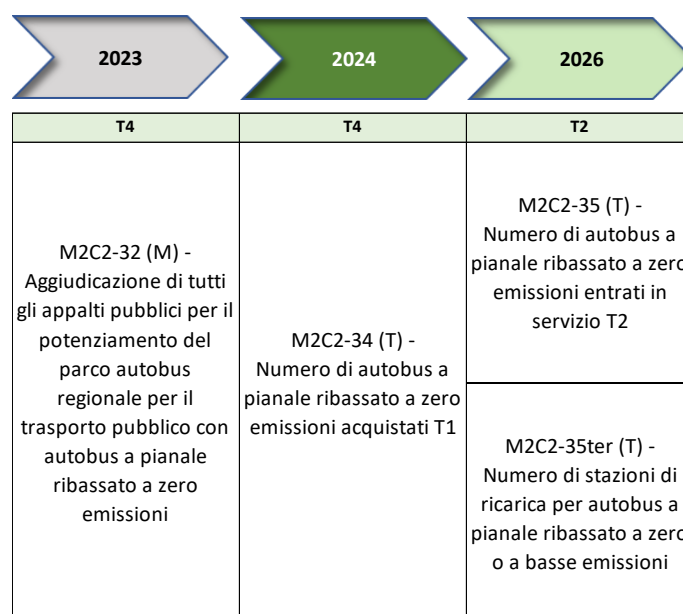 2023
2024
2026
T4
T4
T2
M2C2-32 (M) -
Aggiudicazione di tutti
gli appalti pubblici per il
potenziamento del
parco autobus
regionale per il
trasporto pubblico con
autobus a pianale
ribassato a zero
emissioni
M2C2-34 (T) -
Numero di autobus a
pianale ribassato a zero
emissioni acquistati T1
M2C2-35 (T) -
Numero di autobus a
pianale ribassato a zero
emissioni entrati in
servizio T2
M2C2-35ter (T) -
Numero di stazioni di
ricarica per autobus a
pianale ribassato a zero
o a basse emissioni